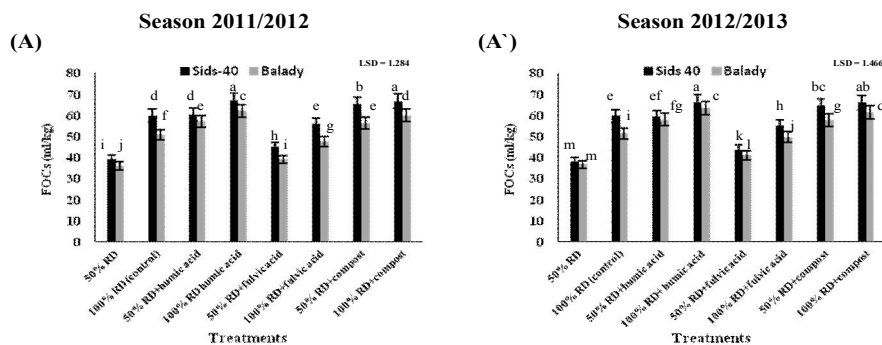 Season 2011/2012
(A)
LSD = 1.284
Sids-40 Balady
FOCs (ml/kg)
80
70
60
50
40
30
20
10
0
i j d f d e a c h i e g b e a d
50% RD
100% RD (control)
50% RD+humic acid
100% RD humic acid
50% RD+fulvic acid
100% RD+fulvic acid
50% RD+compost
100% RD+compost
Treatments
Season 2012/2013
(A`)
LSD = 1.466
Sids 40 Balady
FOCs (ml/kg)
80
70
60
50
40
30
20
10
0
m m e i ef fg a c k l h j bc g ab d
50% RD
100% RD (control)
50% RD+humic acid
100% RD+humic acid
50% RD+fulvic acid
100% RD+fulvic acid
50% RD+compost
100% RD+compost
Treatments